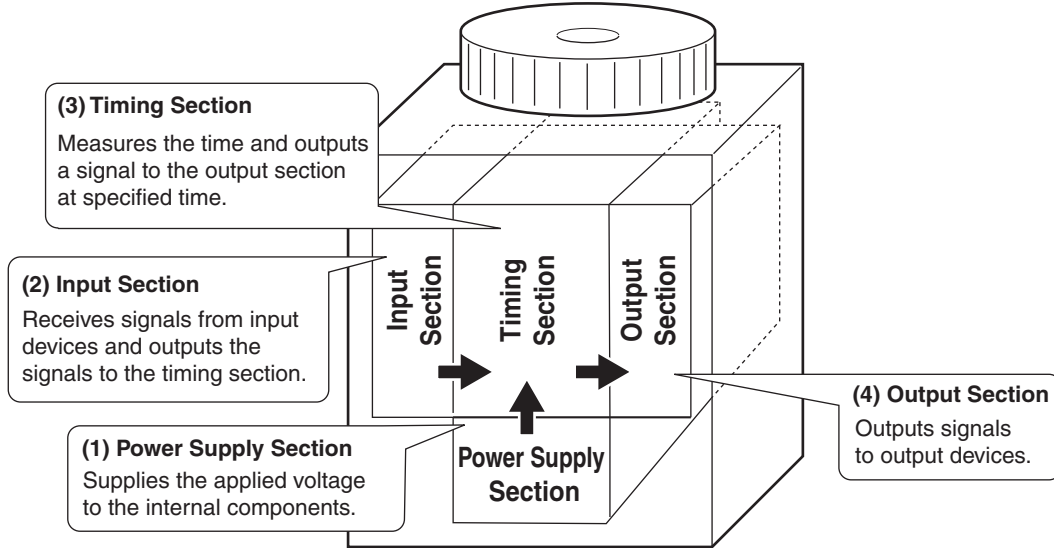 (3) Timing Section
Measures the time and outputs
a signal to the output section
at specified time.
(2) Input Section
Receives signals from input
devices and outputs the
signals to the timing section.
(1) Power Supply Section
Supplies the applied voltage
to the internal components.
Input
Section
Timing
Section
Output
Section
Power Supply
Section
(4) Output Section
Outputs signals
to output devices.